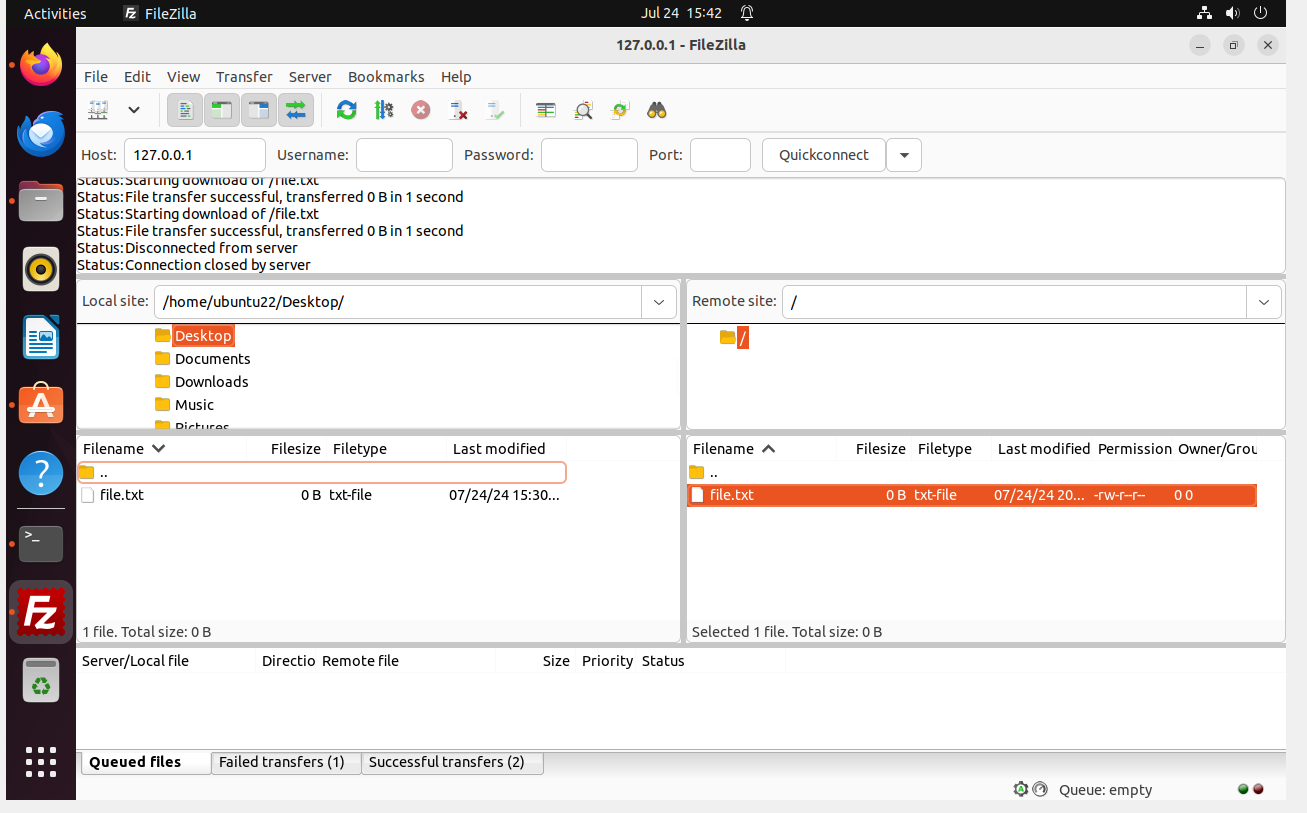 Activities FileZilla Jul 24 15:42
127.0.0.1 - FileZilla
File Edit View Transfer Server Bookmarks Help
Host: 127.0.0.1 Username: Password: Port: Quickconnect
Status: Starting download of /file.txt
Status: File transfer successful, transferred 0 B in 1 second
Status: Starting download of /file.txt
Status: File transfer successful, transferred 0 B in 1 second
Status: Disconnected from server
Status: Connection closed by server
Local site: /home/ubuntu22/Desktop/
Desktop
Documents
Downloads
Music
Pictures
Filename Filesize Filetype Last modified
..
file.txt 0 B txt-file 07/24/24 15:30...
1 file. Total size: 0 B
Remote site: /
/
Filename Filesize Filetype Last modified Permission Owner/Grou
..
file.txt 0 B txt-file 07/24/24 20... -rw-r--r-- 0 0
Selected 1 file. Total size: 0 B
Server/Local file Directio Remote file Size Priority Status
Queued files Failed transfers (1) Successful transfers (2)
Queue: empty